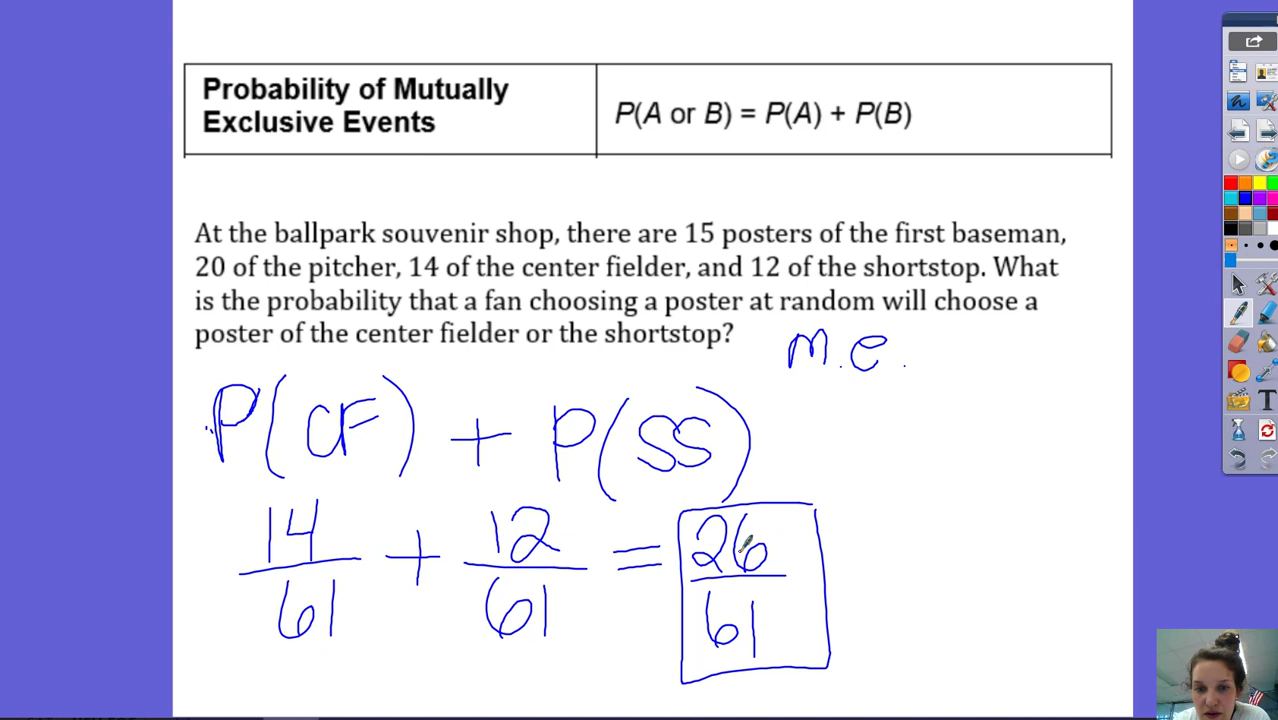 Probability of Mutually
Exclusive Events
P(A or B) = P(A) + P(B)
At the ballpark souvenir shop, there are 15 posters of the first baseman,
20 of the pitcher, 14 of the center fielder, and 12 of the shortstop. What
is the probability that a fan choosing a poster at random will choose a
poster of the center fielder or the shortstop?
m.e.
P(CF) + P(SS)
14/61 + 12/61 = 26/61
T